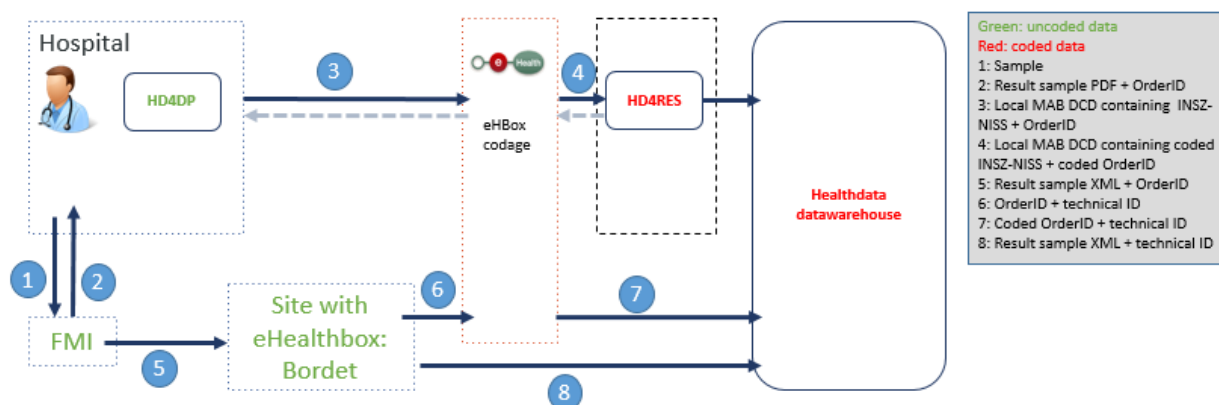 Hospital
HD4DP
3
e Health
4
HD4RES
eHBox
codage
Healthdata
datawarehouse
1
2
FMI
5
Site with
eHealthbox:
Bordet
6
7
8
Green: uncoded data
Red: coded data
1: Sample
2: Result sample PDF + OrderID
3: Local MAB DCD containing INSZ-
NISS + OrderID
4: Local MAB DCD containing coded
INSZ-NISS + coded OrderID
5: Result sample XML + OrderID
6: OrderID + technical ID
7: Coded OrderID + technical ID
8: Result sample XML + technical ID